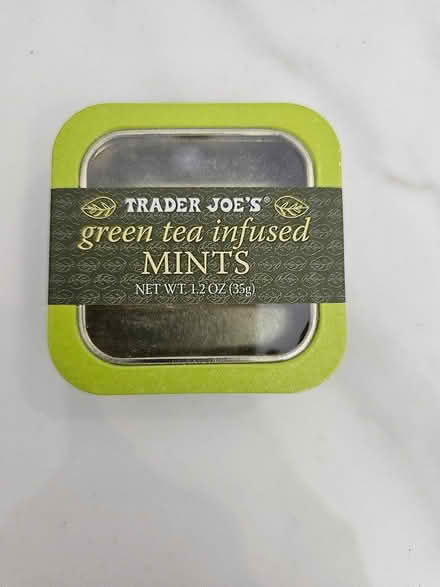 TRADER JOE'S®
green tea infused
MINTS
NET WT. 1.2 OZ (35g)